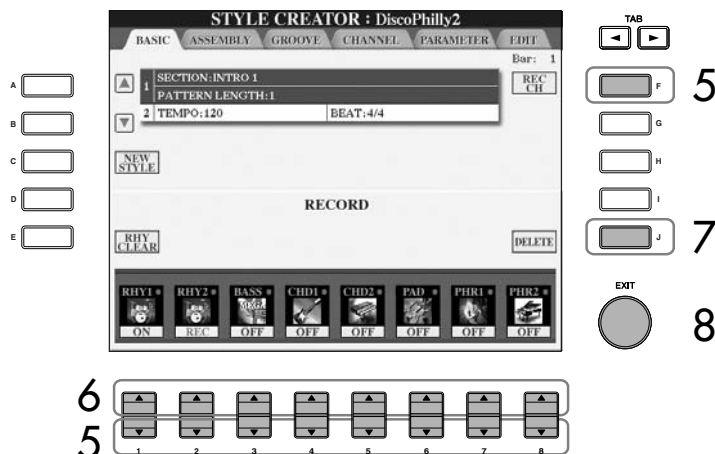 STYLE CREATOR : DiscoPhilly2
BASIC ASSEMBLY GROOVE CHANNEL PARAMETER EDIT
Bar: 1
1 SECTION:INTRO 1
PATTERN LENGTH:1
2 TEMPO:120 BEAT:4/4
REC
CH
NEW
STYLE
RECORD
RHY
CLEAR
DELETE
RHY1 RHY2 BASS CHD1 CHD2 PAD PHR1 PHR2
MEGA
ON REC OFF OFF OFF OFF OFF OFF
A
B
C
D
E
TAB
F
G
H
I
J
5
7
EXIT
8
6
5
1 2 3 4 5 6 7 8